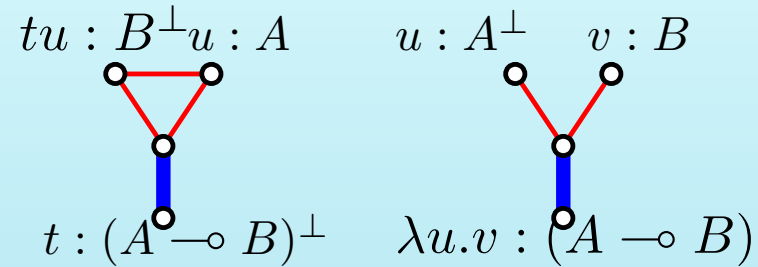 tu : B⊥ u : A u : A⊥ v : B
t : (A ⊸ B)⊥ λu.v : (A ⊸ B)